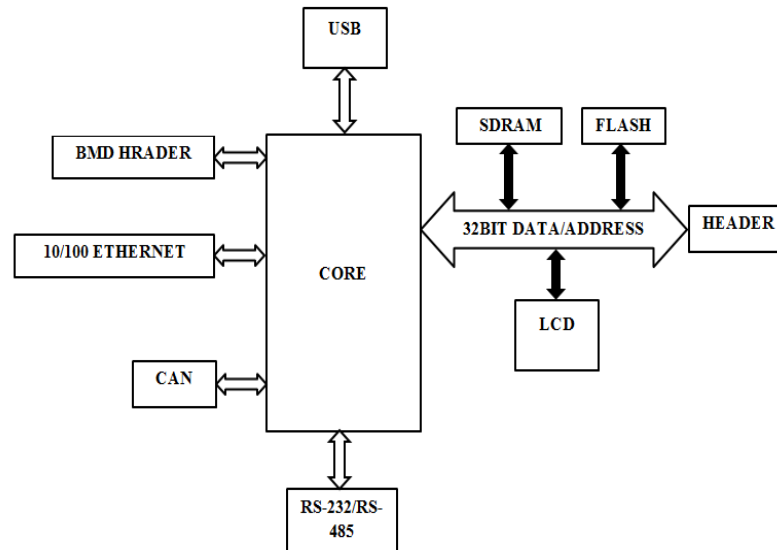 USB
SDRAM
FLASH
BMD HRADER
32BIT DATA/ADDRESS
HEADER
10/100 ETHERNET
CORE
LCD
CAN
RS-232/RS-
485